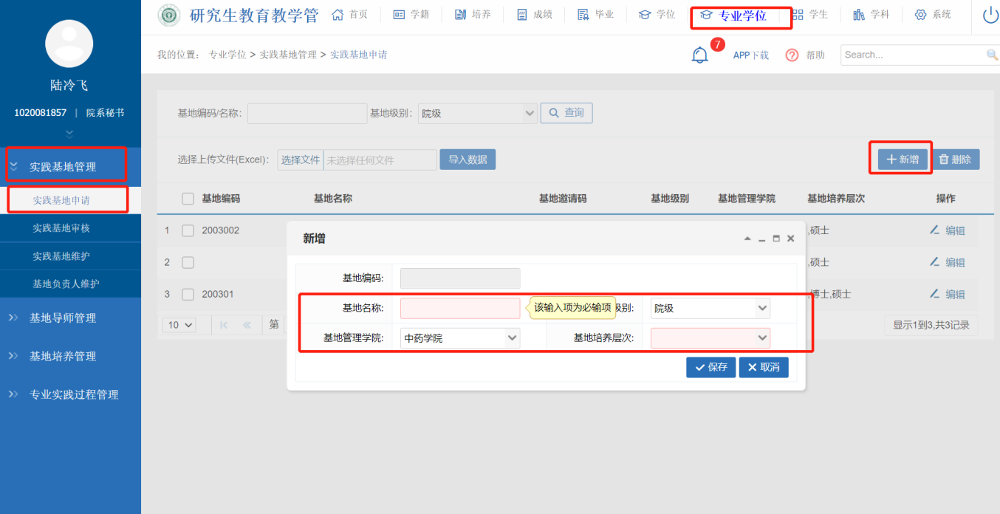 研究生教育教学管 首页 学籍 培养 成绩 毕业 学位 专业学位 学生 学科 系统
陆冷飞
1020081857 | 院系秘书
实践基地管理
实践基地申请
实践基地审核
实践基地维护
基地负责人维护
基地导师管理
基地培养管理
专业实践过程管理
我的位置： 专业学位 > 实践基地管理 > 实践基地申请 7 APP下载 帮助 Search...
基地编码/名称: 基地级别: 院级 查询
选择上传文件(Excel): 选择文件 未选择任何文件 导入数据 新增 删除
基地编码 基地名称 基地邀请码 基地级别 基地管理学院 基地培养层次 操作
1 2003002 ,硕士 编辑
2 ,硕士 编辑
3 200301 ,博士,硕士 编辑
10 第 显示1到3,共3记录
新增
基地编码:
基地名称: 该输入项为必输项 级别: 院级
基地管理学院: 中药学院 基地培养层次:
保存 取消